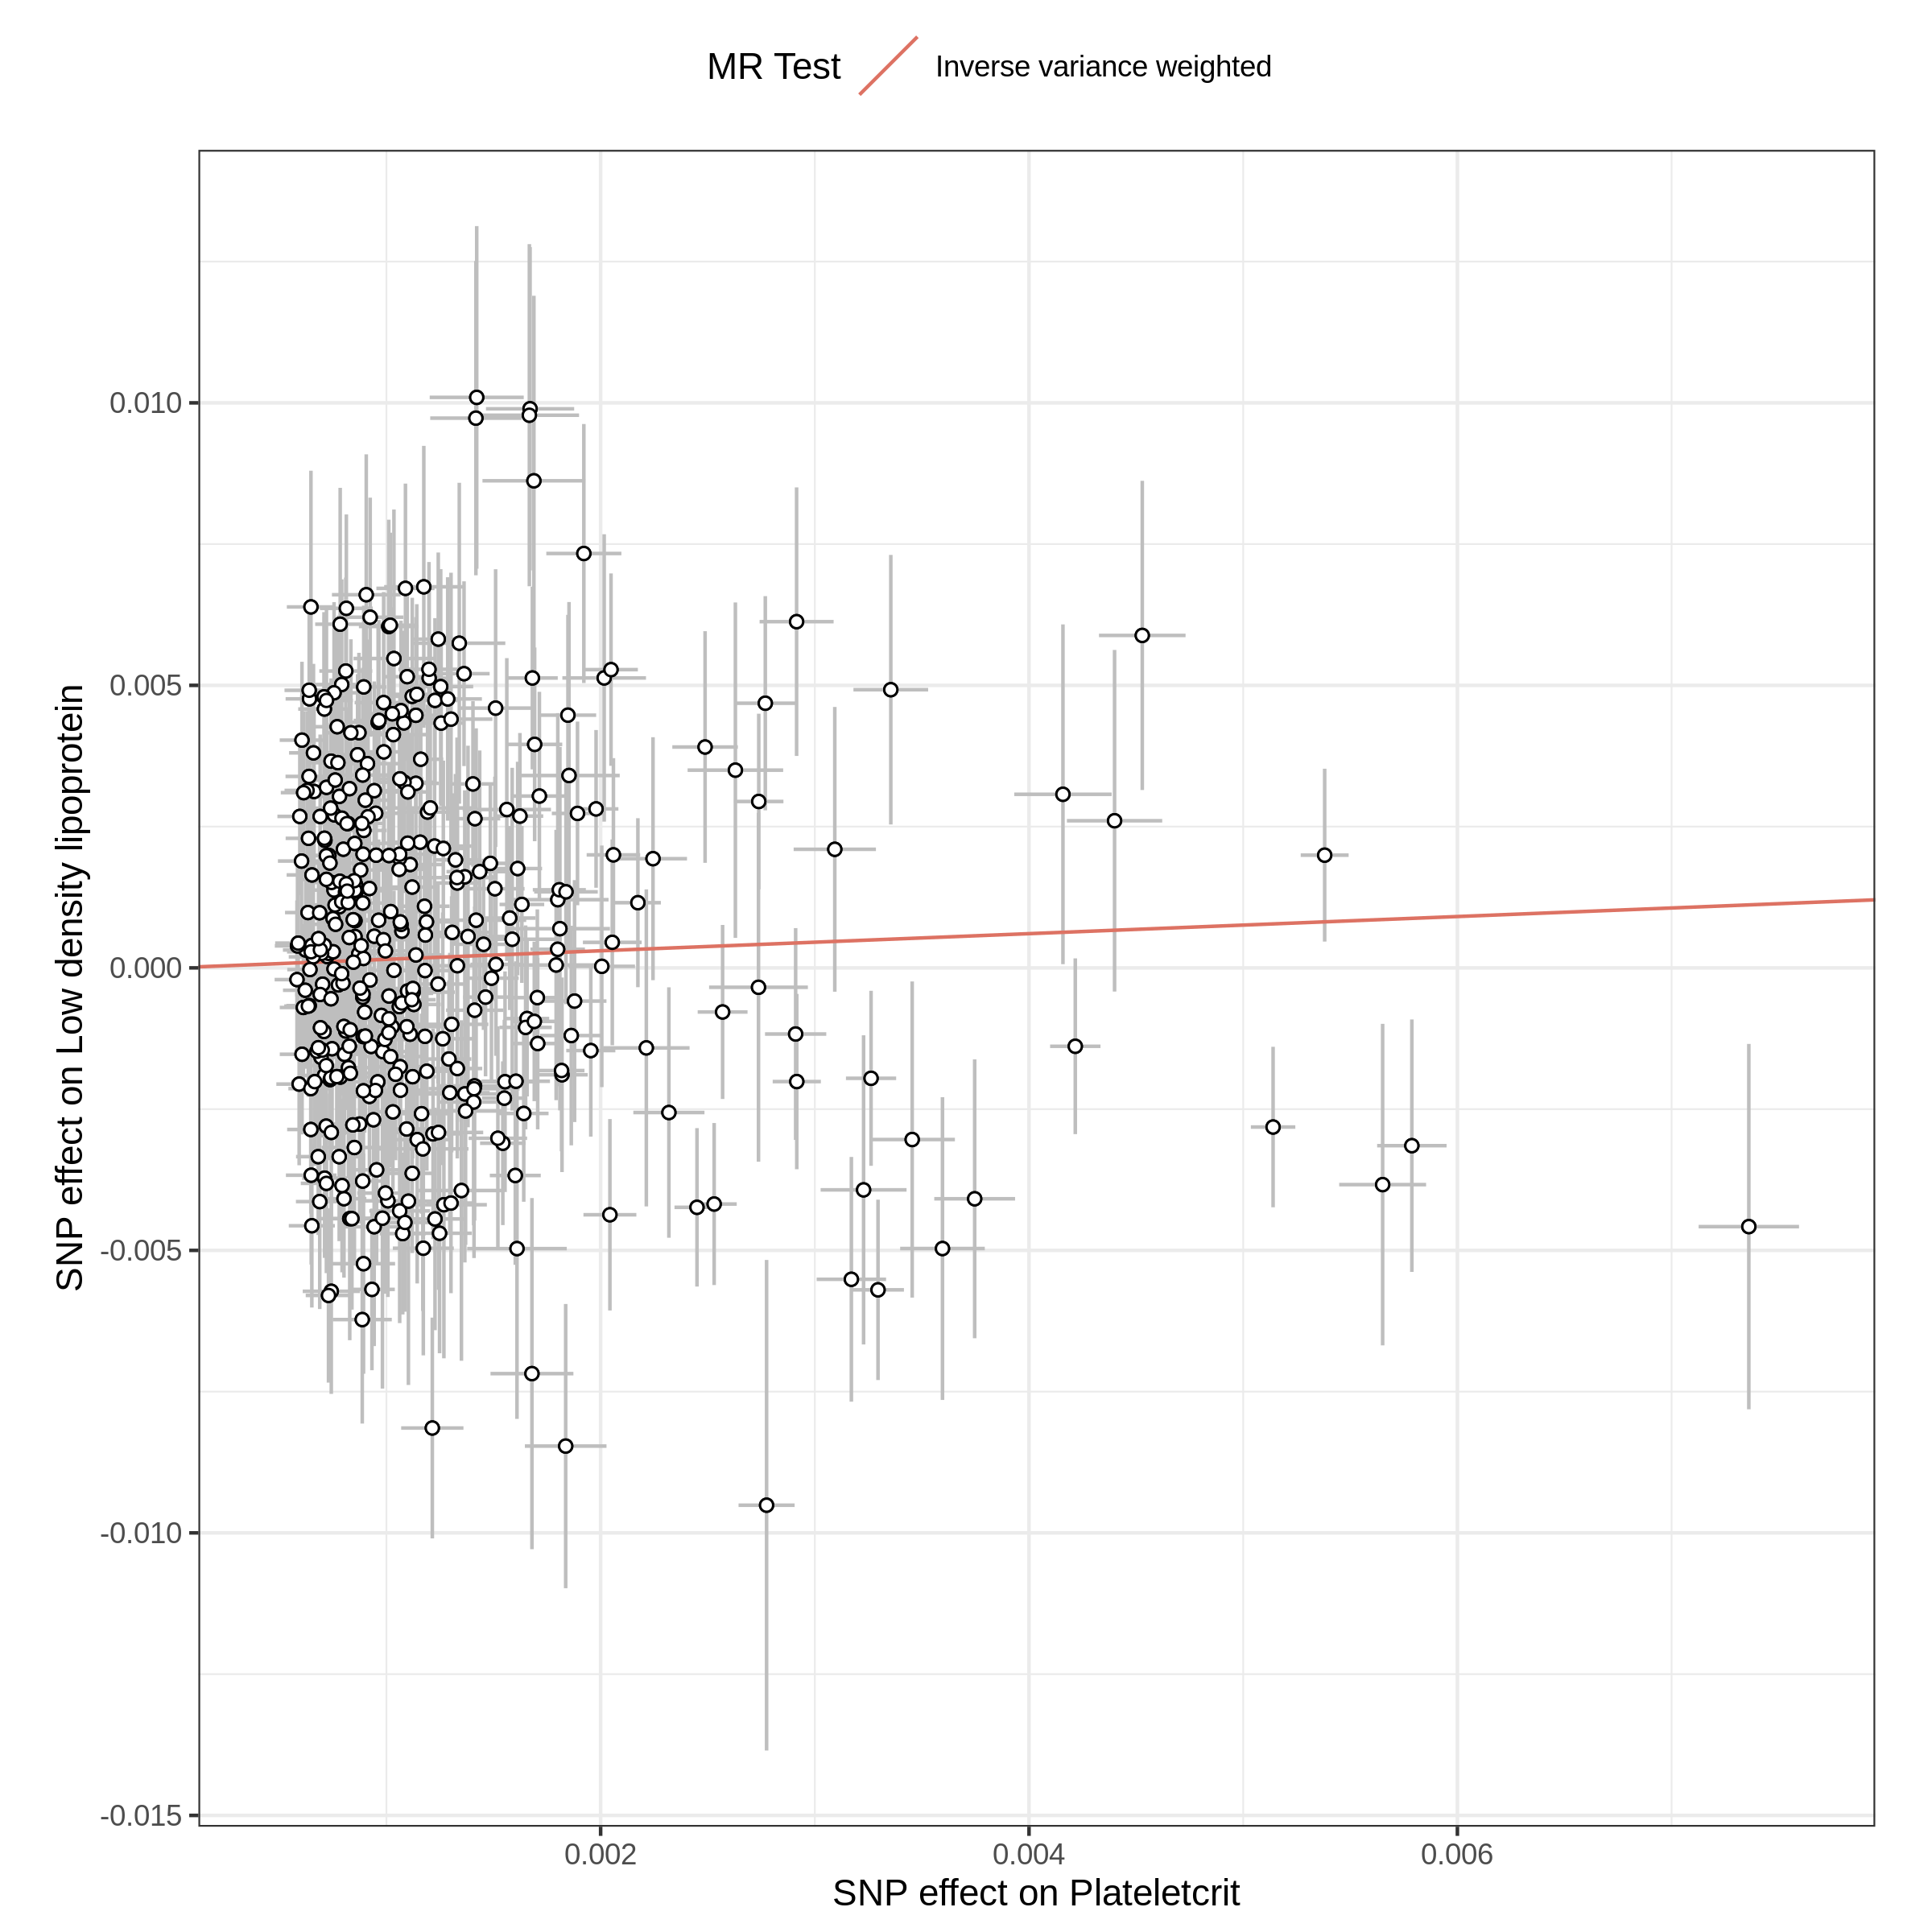 MR Test Inverse variance weighted
SNP effect on Low density lipoprotein
0.010
0.005
0.000
-0.005
-0.010
-0.015
0.002 0.004 0.006
SNP effect on Plateletcrit